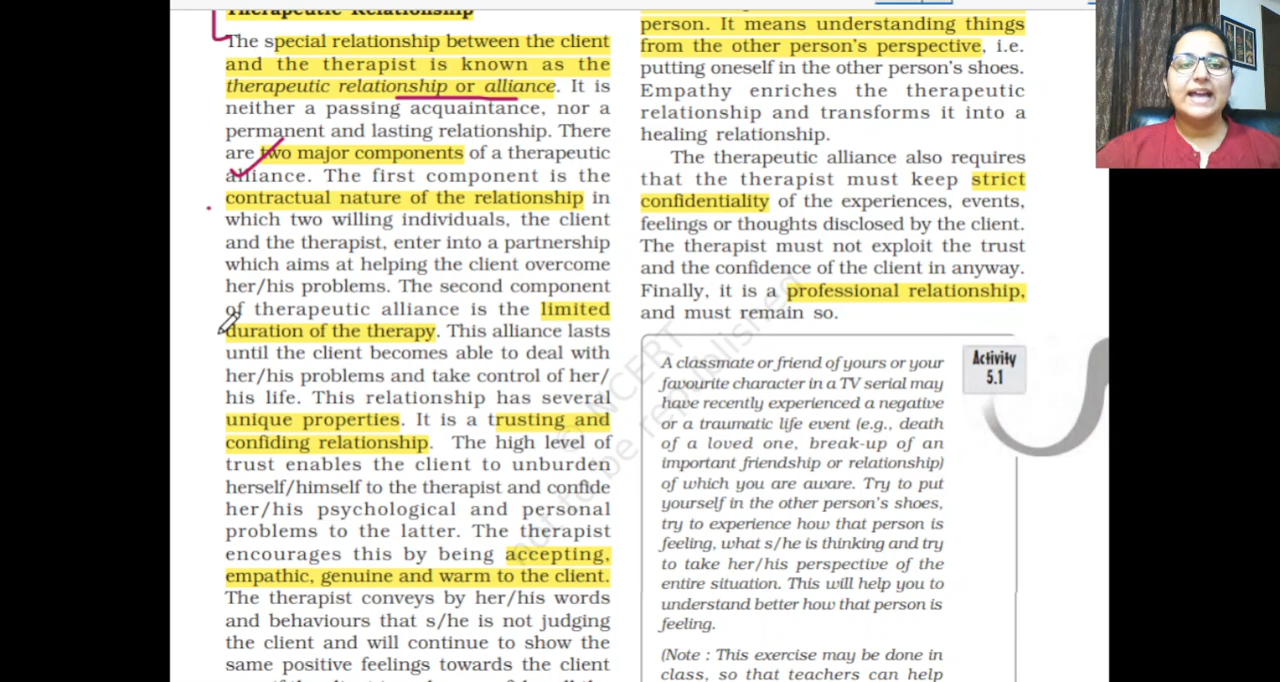 Therapeutic Relationship
The special relationship between the client
and the therapist is known as the
therapeutic relationship or alliance. It is
neither a passing acquaintance, nor a
permanent and lasting relationship. There
are two major components of a therapeutic
alliance. The first component is the
contractual nature of the relationship in
which two willing individuals, the client
and the therapist, enter into a partnership
which aims at helping the client overcome
her/his problems. The second component
of therapeutic alliance is the limited
duration of the therapy. This alliance lasts
until the client becomes able to deal with
her/his problems and take control of her/
his life. This relationship has several
unique properties. It is a trusting and
confiding relationship. The high level of
trust enables the client to unburden
herself/himself to the therapist and confide
her/his psychological and personal
problems to the latter. The therapist
encourages this by being accepting,
empathic, genuine and warm to the client.
The therapist conveys by her/his words
and behaviours that s/he is not judging
the client and will continue to show the
same positive feelings towards the client
person. It means understanding things
from the other person's perspective, i.e.
putting oneself in the other person's shoes.
Empathy enriches the therapeutic
relationship and transforms it into a
healing relationship.
The therapeutic alliance also requires
that the therapist must keep strict
confidentiality of the experiences, events,
feelings or thoughts disclosed by the client.
The therapist must not exploit the trust
and the confidence of the client in anyway.
Finally, it is a professional relationship,
and must remain so.
Activity
5.1
A classmate or friend of yours or your
favourite character in a TV serial may
have recently experienced a negative
or a traumatic life event (e.g., death
of a loved one, break-up of an
important friendship or relationship)
of which you are aware. Try to put
yourself in the other person's shoes,
try to experience how that person is
feeling, what s/he is thinking and try
to take her/his perspective of the
entire situation. This will help you to
understand better how that person is
feeling.
(Note : This exercise may be done in
class, so that teachers can help
© NCERT
not to be republished